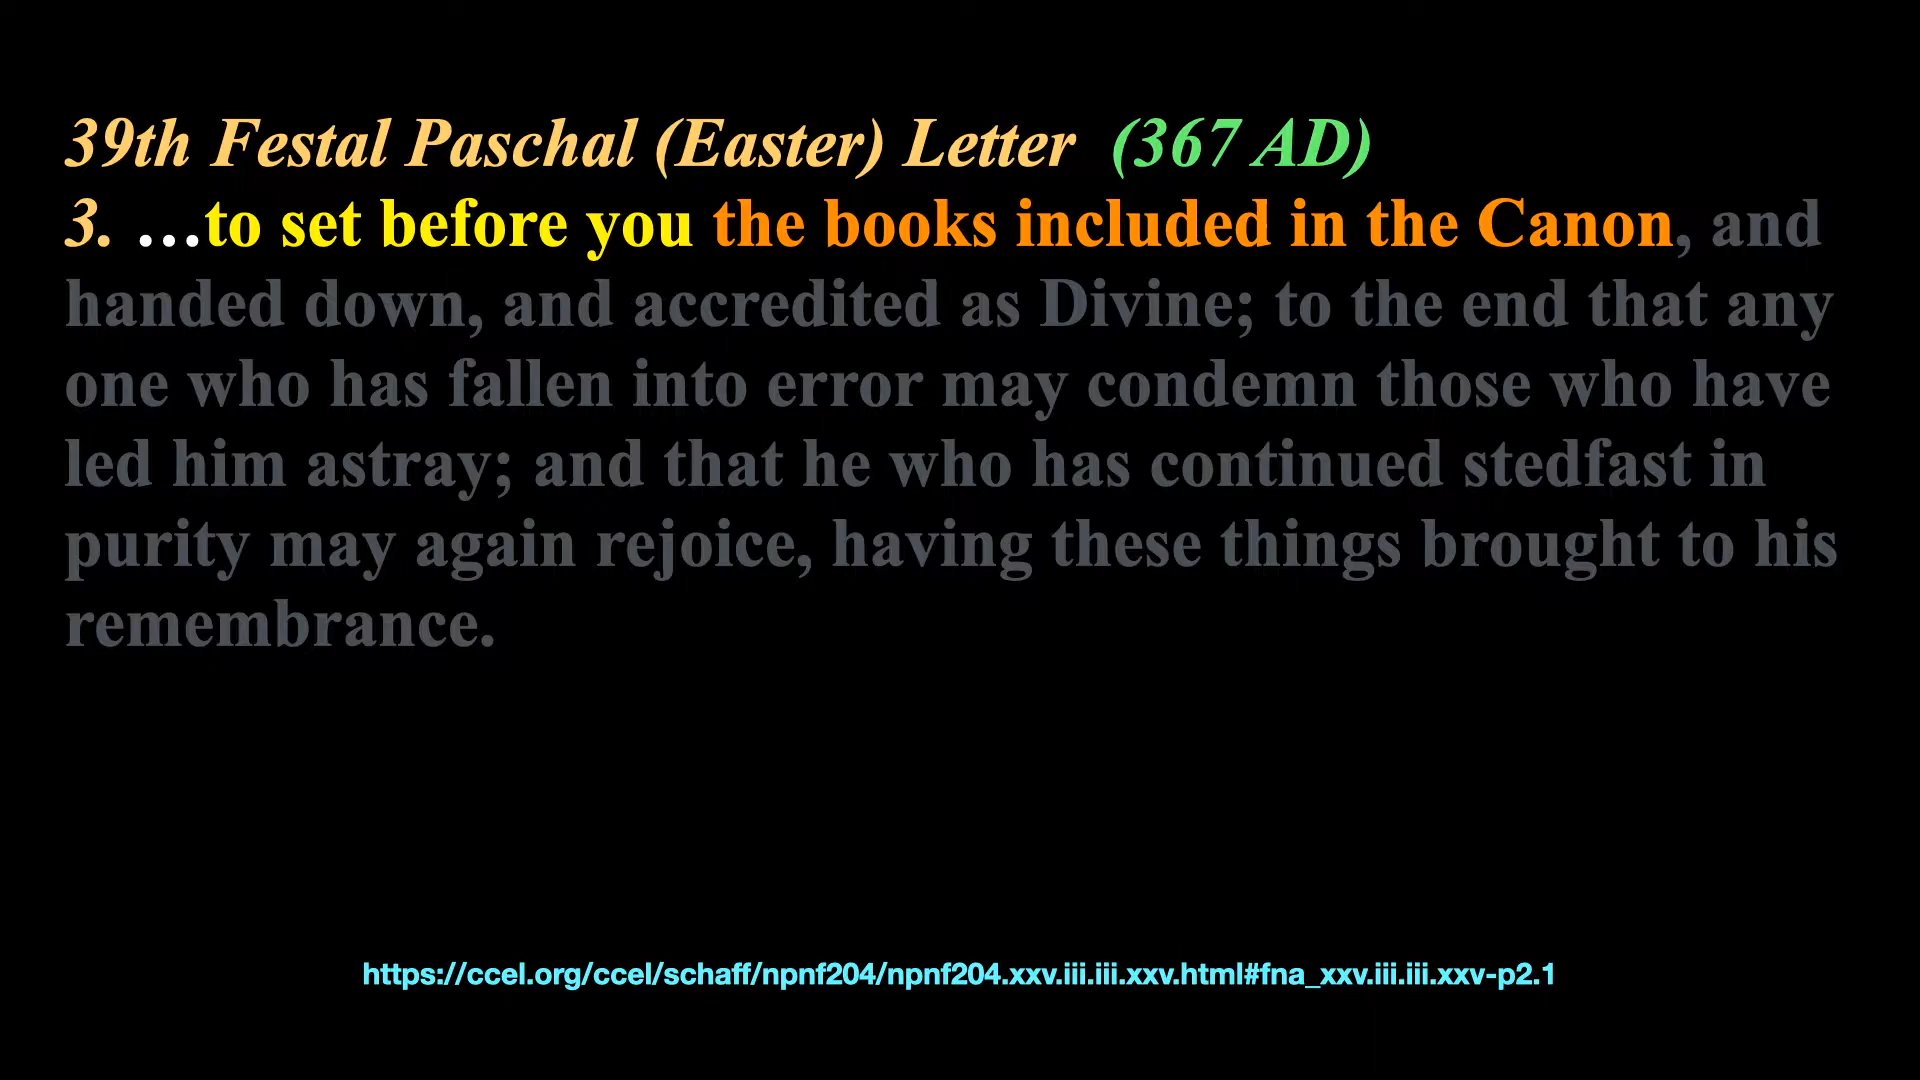 39th Festal Paschal (Easter) Letter (367 AD)
3. …to set before you the books included in the Canon, and
handed down, and accredited as Divine; to the end that any
one who has fallen into error may condemn those who have
led him astray; and that he who has continued stedfast in
purity may again rejoice, having these things brought to his
remembrance.
https://ccel.org/ccel/schaff/npnf204/npnf204.xxv.iii.iii.xxv.html#fna_xxv.iii.iii.xxv-p2.1